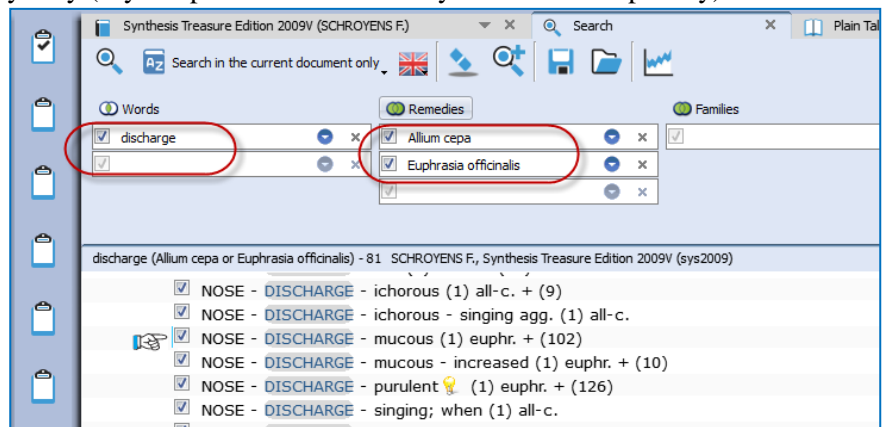 Synthesis Treasure Edition 2009V (SCHROYENS F.) Search Plain Tal
AZ Search in the current document only
Words Remedies Families
discharge Allium cepa
Euphrasia officinalis
discharge (Allium cepa or Euphrasia officinalis) - 81 SCHROYENS F., Synthesis Treasure Edition 2009V (sys2009)
NOSE - DISCHARGE - ichorous (1) all-c. + (9)
NOSE - DISCHARGE - ichorous - singing agg. (1) all-c.
NOSE - DISCHARGE - mucous (1) euphr. + (102)
NOSE - DISCHARGE - mucous - increased (1) euphr. + (10)
NOSE - DISCHARGE - purulent (1) euphr. + (126)
NOSE - DISCHARGE - singing; when (1) all-c.